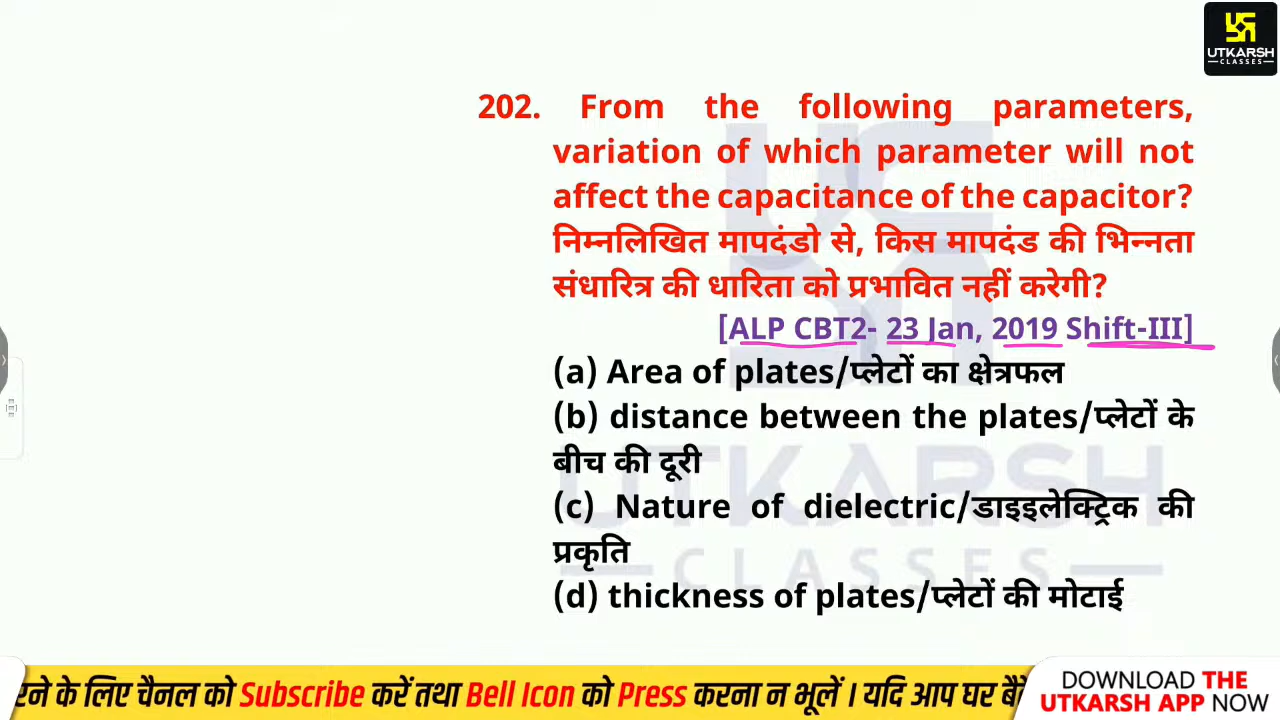 UTKARSH
CLASSES
202. From the following parameters,
variation of which parameter will not
affect the capacitance of the capacitor?
निम्नलिखित मापदंडो से, किस मापदंड की भिन्नता
संधारित्र की धारिता को प्रभावित नहीं करेगी?
[ALP CBT2- 23 Jan, 2019 Shift-III]
(a) Area of plates/प्लेटों का क्षेत्रफल
(b) distance between the plates/प्लेटों के
बीच की दूरी
(c) Nature of dielectric/डाइइलेक्ट्रिक की
प्रकृति
(d) thickness of plates/प्लेटों की मोटाई
UTKARSH
CLASSES
रने के लिए चैनल को Subscribe करें तथा Bell Icon को Press करना न भूलें । यदि आप घर बैठे
DOWNLOAD THE
UTKARSH APP NOW